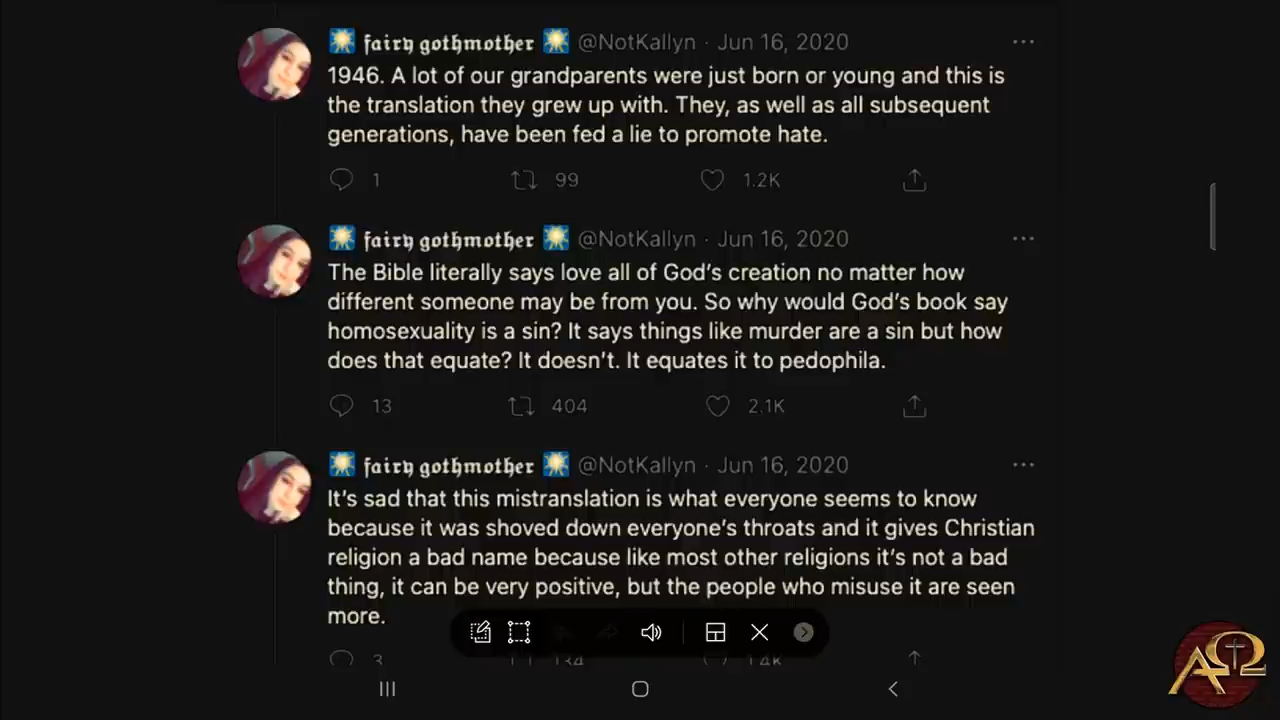 fairy gothmother @NotKallyn · Jun 16, 2020
1946. A lot of our grandparents were just born or young and this is
the translation they grew up with. They, as well as all subsequent
generations, have been fed a lie to promote hate.
1 99 1.2K
fairy gothmother @NotKallyn · Jun 16, 2020
The Bible literally says love all of God's creation no matter how
different someone may be from you. So why would God's book say
homosexuality is a sin? It says things like murder are a sin but how
does that equate? It doesn't. It equates it to pedophila.
13 404 2.1K
fairy gothmother @NotKallyn · Jun 16, 2020
It's sad that this mistranslation is what everyone seems to know
because it was shoved down everyone's throats and it gives Christian
religion a bad name because like most other religions it's not a bad
thing, it can be very positive, but the people who misuse it are seen
more.
3 134 1.4K
ΑΩ